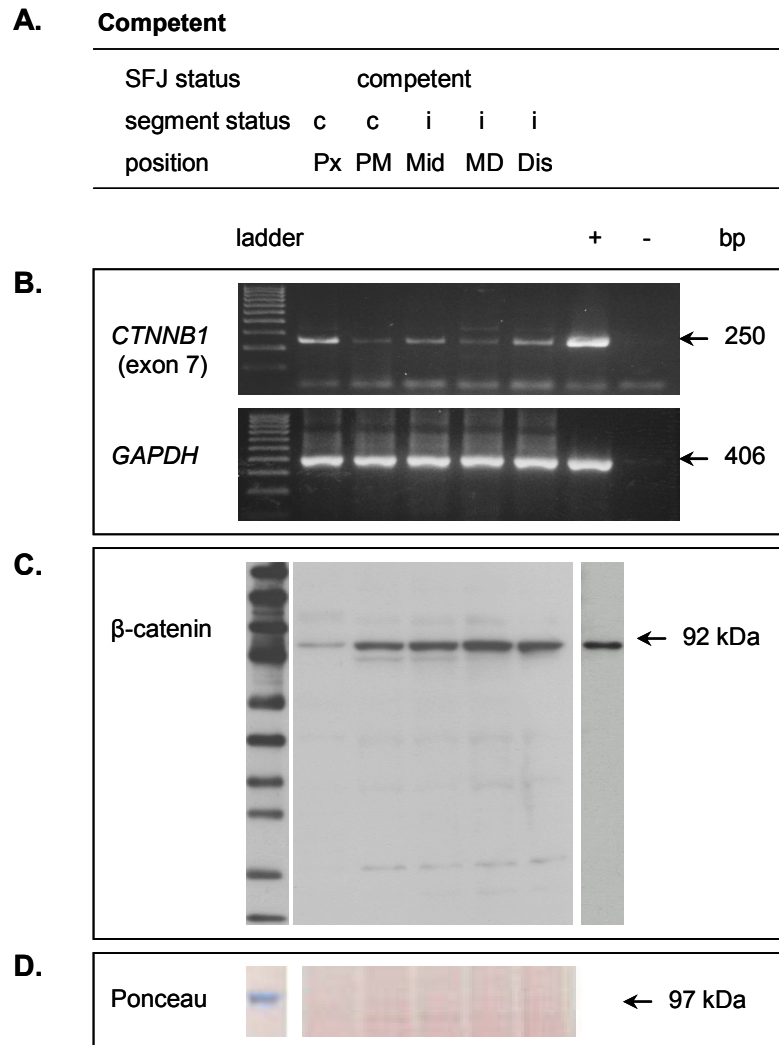 A. Competent
SFJ status competent
segment status c c i i i
position Px PM Mid MD Dis
ladder + - bp
B.
CTNNB1 ← 250
(exon 7)
GAPDH ← 406
C.
β-catenin ← 92 kDa
D.
Ponceau ← 97 kDa